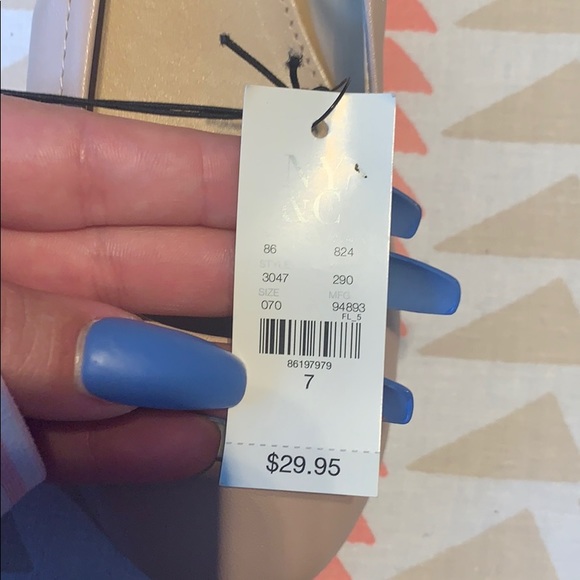 NY
&C
86 824
STYLE
3047 290
SIZE MFG.
070 94893
FL_5
86197979
7
$29.95